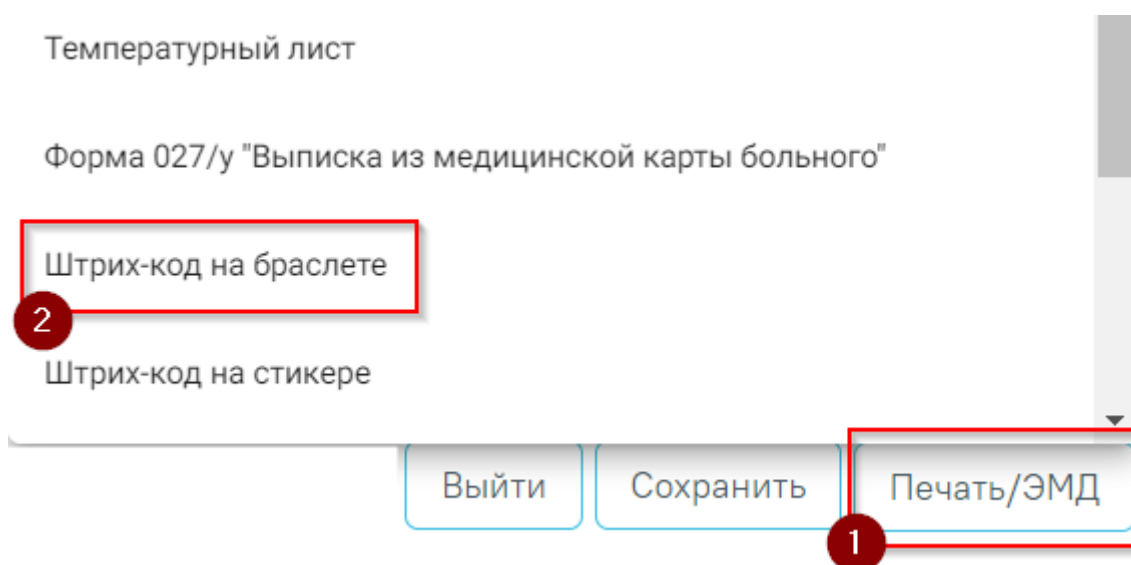 Температурный лист
Форма 027/у "Выписка из медицинской карты больного"
Штрих-код на браслете
2
Штрих-код на стикере
Выйти
Сохранить
Печать/ЭМД
1